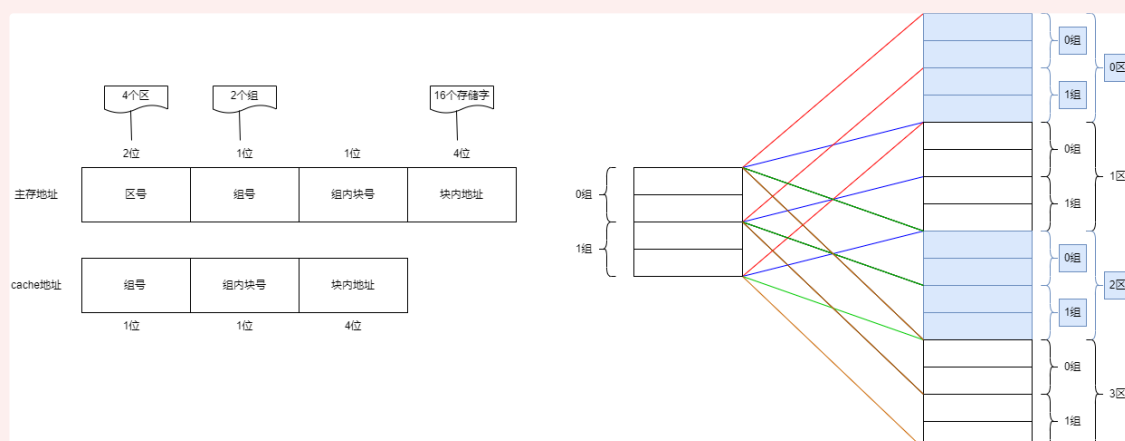 4个区
2个组
16个存储字
2位
1位
1位
4位
主存地址
区号
组号
组内块号
块内地址
cache地址
组号
组内块号
块内地址
1位
1位
4位
0组
1组
0组
1组
0区
0组
1组
1区
0组
1组
2区
0组
1组
3区